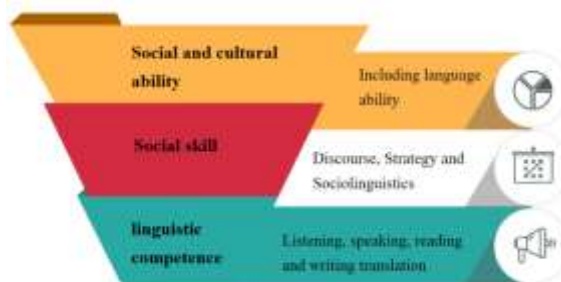 Social and cultural
ability
Including language
ability
Social skill
Discourse, Strategy and
Sociolinguistics
linguistic
competence
Listening, speaking, reading
and writing translation